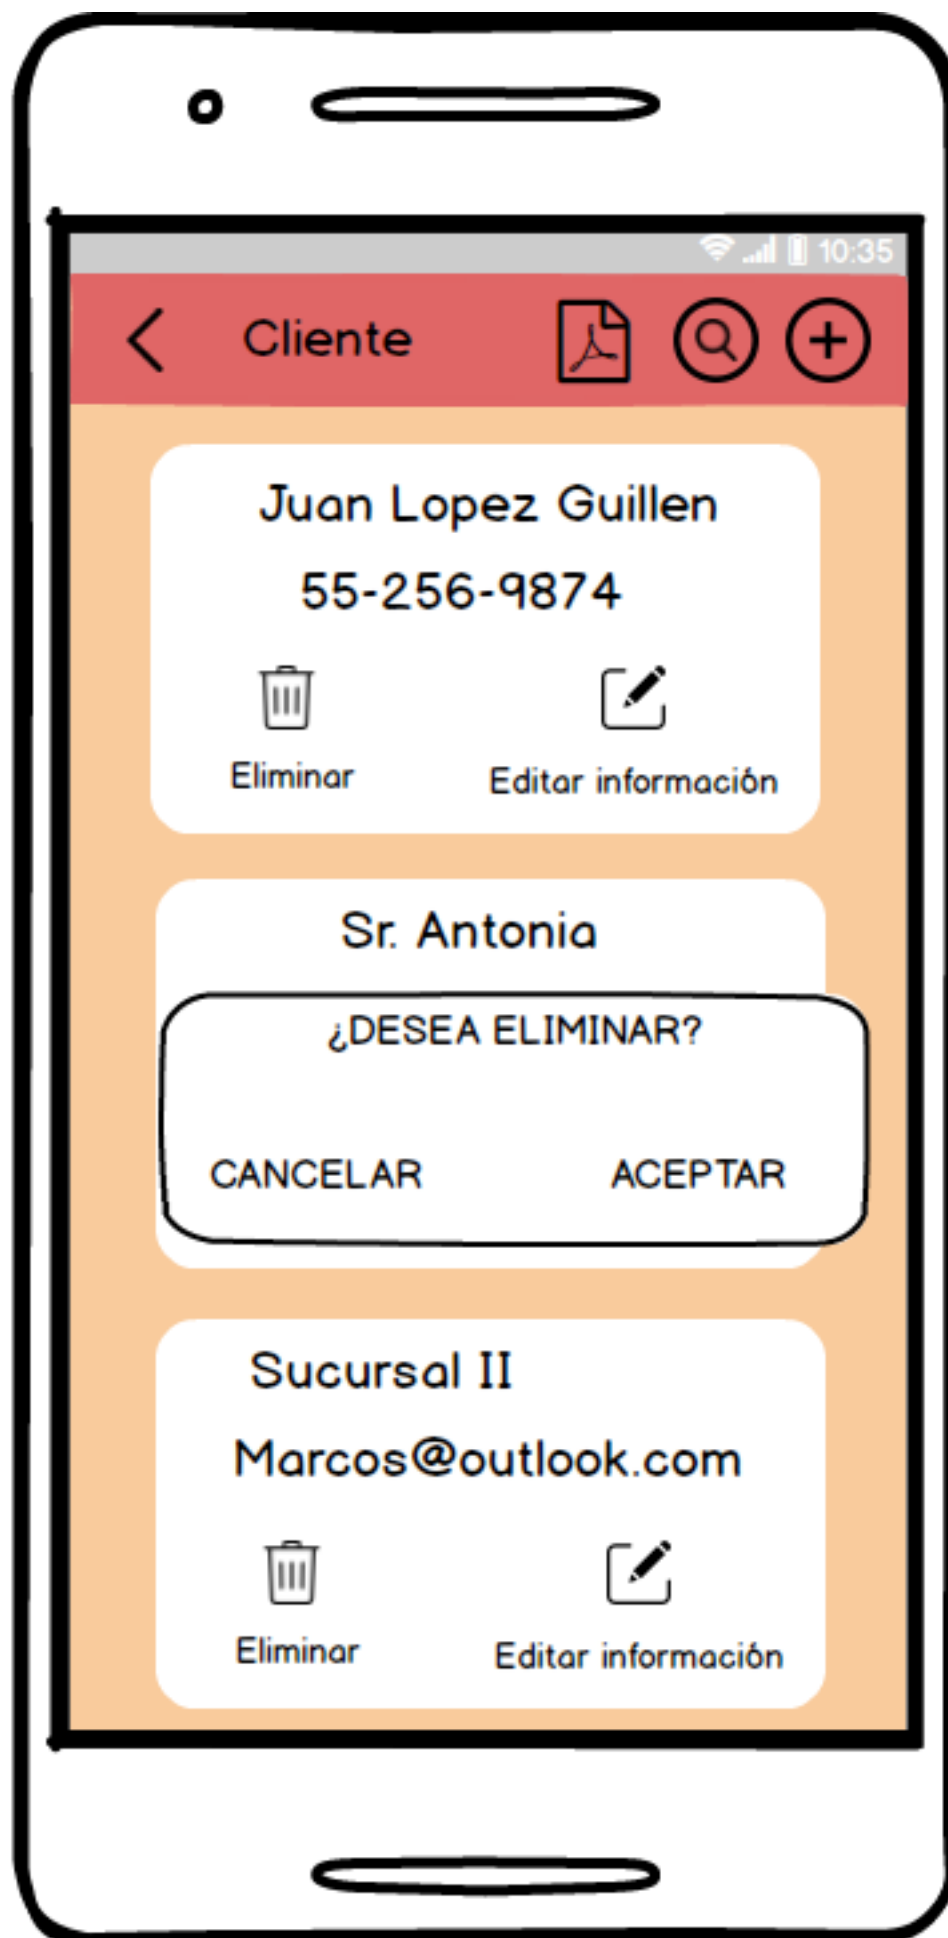 10:35
Cliente
Juan Lopez Guillen
55-256-9874
Eliminar
Editar información
Sr. Antonia
¿DESEA ELIMINAR?
CANCELAR ACEPTAR
Sucursal II
Marcos@outlook.com
Eliminar
Editar información